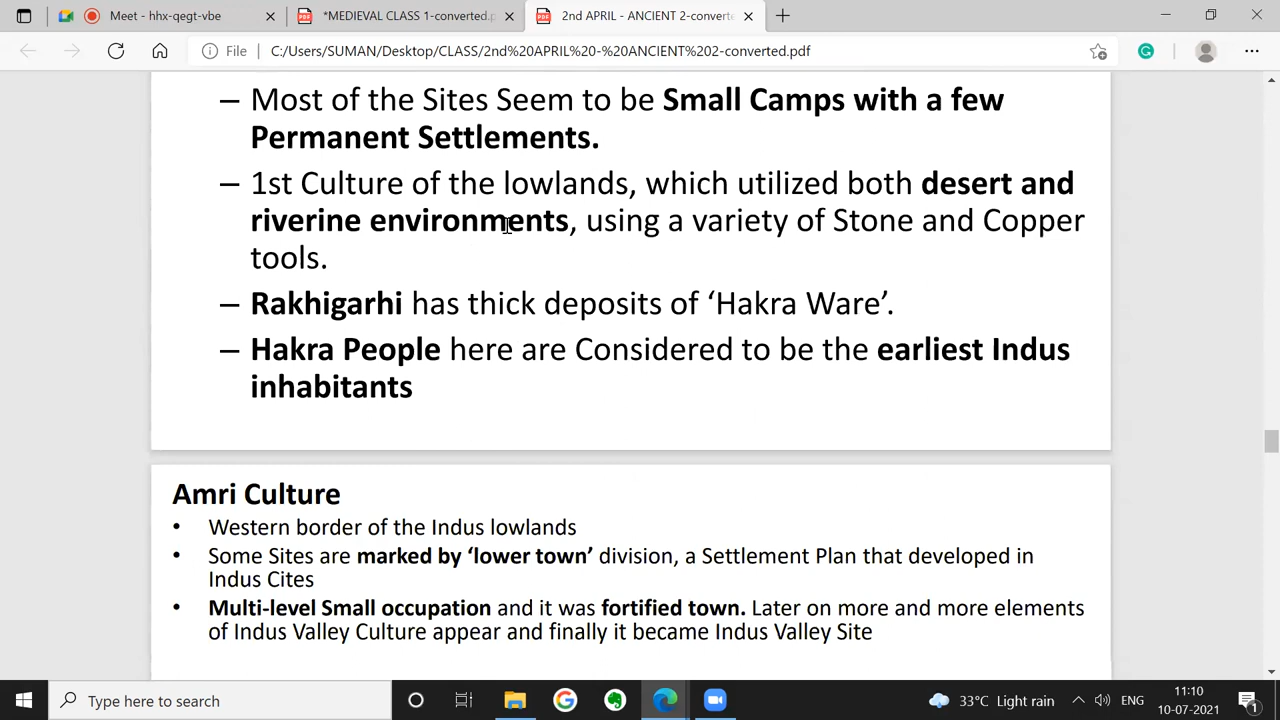 Meet - hhx-qegt-vbe
*MEDIEVAL CLASS 1-converted.p
2nd APRIL - ANCIENT 2-converte
File
C:/Users/SUMAN/Desktop/CLASS/2nd%20APRIL%20-%20ANCIENT%202-converted.pdf
– Most of the Sites Seem to be Small Camps with a few
Permanent Settlements.
– 1st Culture of the lowlands, which utilized both desert and
riverine environments, using a variety of Stone and Copper
tools.
– Rakhigarhi has thick deposits of ‘Hakra Ware’.
– Hakra People here are Considered to be the earliest Indus
inhabitants
Amri Culture
• Western border of the Indus lowlands
• Some Sites are marked by ‘lower town’ division, a Settlement Plan that developed in
Indus Cites
• Multi-level Small occupation and it was fortified town. Later on more and more elements
of Indus Valley Culture appear and finally it became Indus Valley Site
Type here to search
33°C Light rain
ENG
11:10
10-07-2021
1